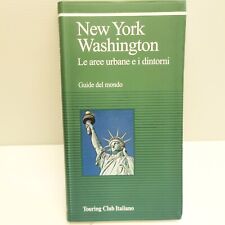 New York
Washington
Le aree urbane e i dintorni
Guide del mondo
Touring Club Italiano